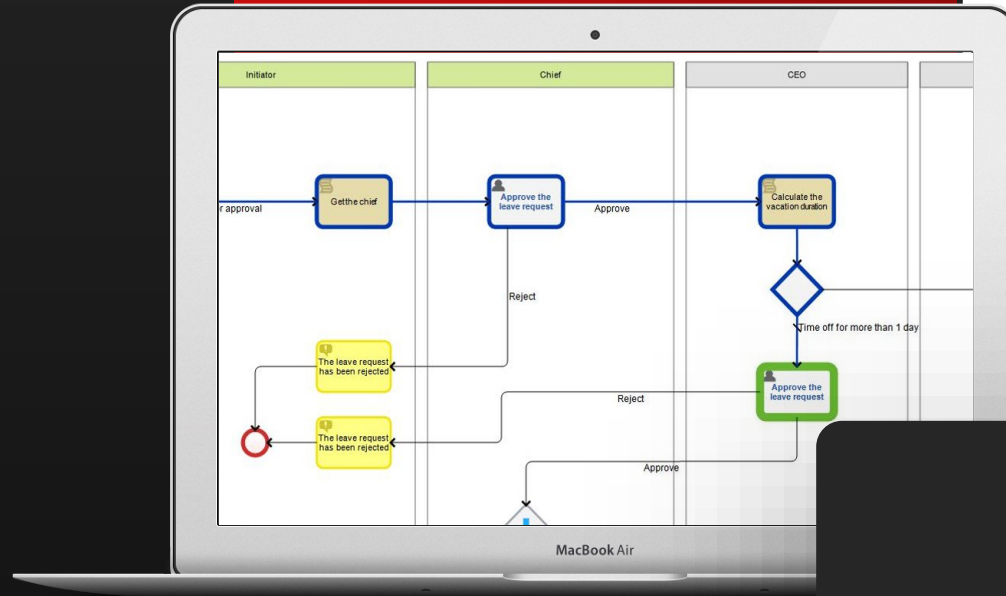 Initiator
Chief
CEO
r approval
Getthe chief
Approve the
leave request
Approve
Calculate the
vacation duration
Reject
Time off for more than 1 day
The leave request
has been rejected
Approve the
leave request
Reject
The leave request
has been rejected
Approve
MacBook Air